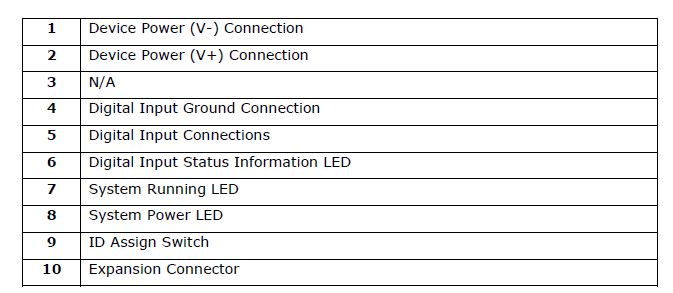 1 Device Power (V-) Connection
2 Device Power (V+) Connection
3 N/A
4 Digital Input Ground Connection
5 Digital Input Connections
6 Digital Input Status Information LED
7 System Running LED
8 System Power LED
9 ID Assign Switch
10 Expansion Connector